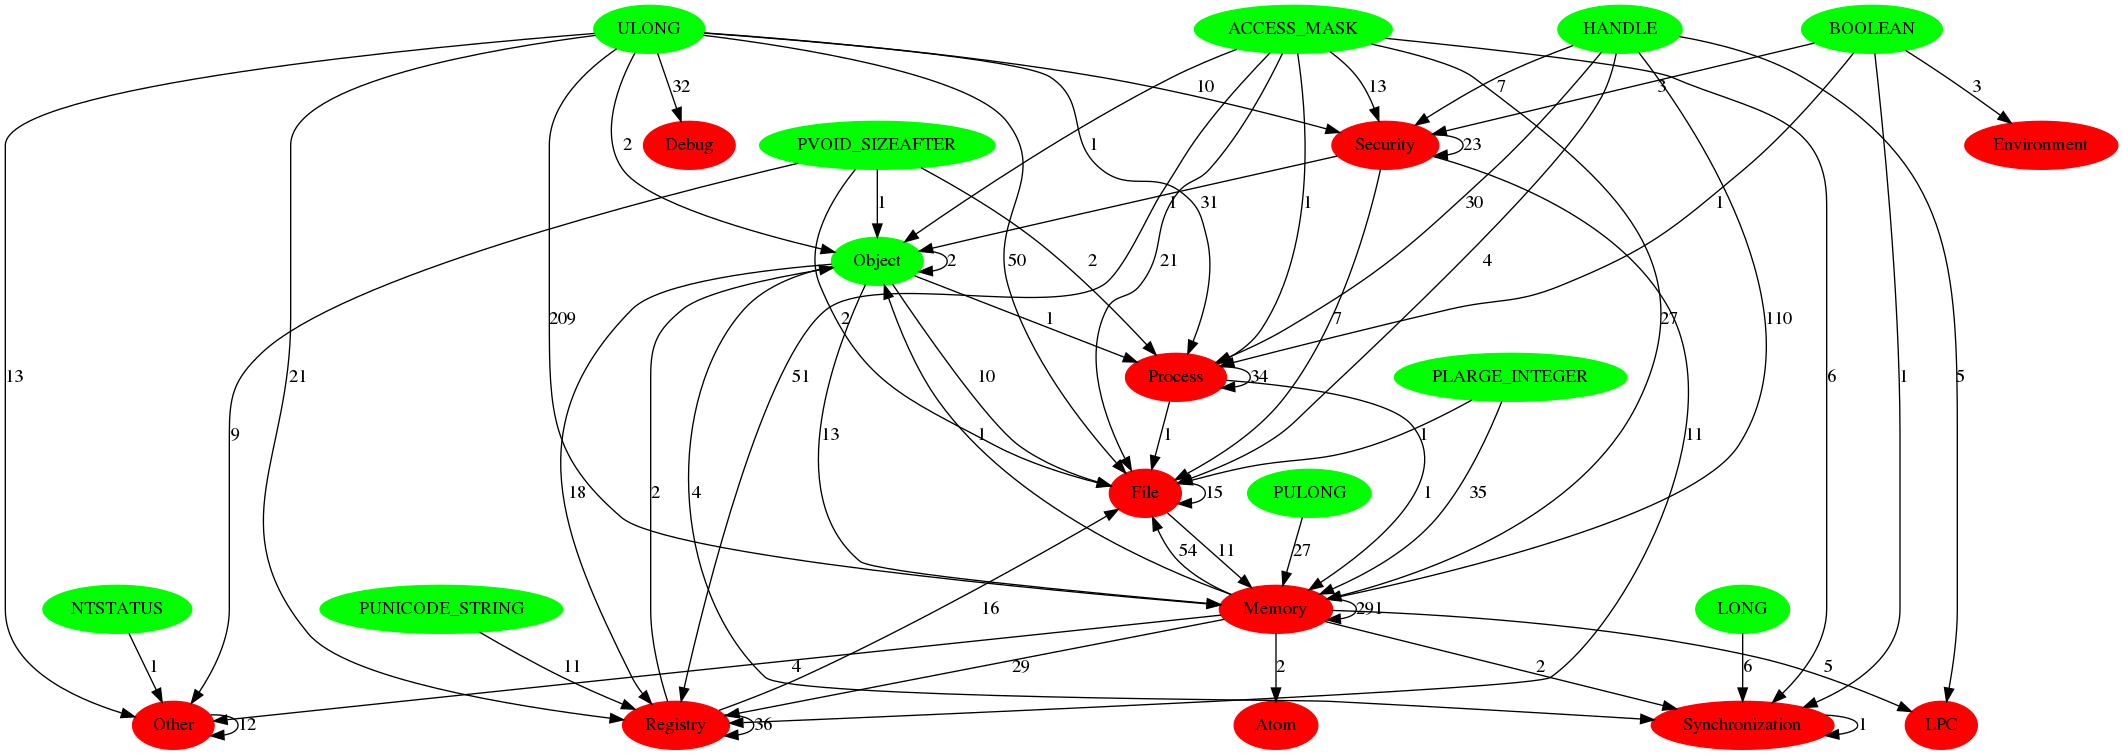 ULONG
ACCESS_MASK
HANDLE
BOOLEAN
32
10
13
7
3
3
Debug
PVOID_SIZEAFTER
Security
Environment
2
1
23
1
1
31
1
30
1
Object
2
50
21
4
209
2
1
7
27
110
13
21
51
Process
34
PLARGE_INTEGER
6
1
5
9
13
10
1
1
1
11
18
2
4
File
15
PULONG
1
35
54
11
27
NTSTATUS
PUNICODE_STRING
16
Memory
291
LONG
1
11
4
29
2
2
6
5
Other
12
Registry
36
Atom
Synchronization
1
LPC
2